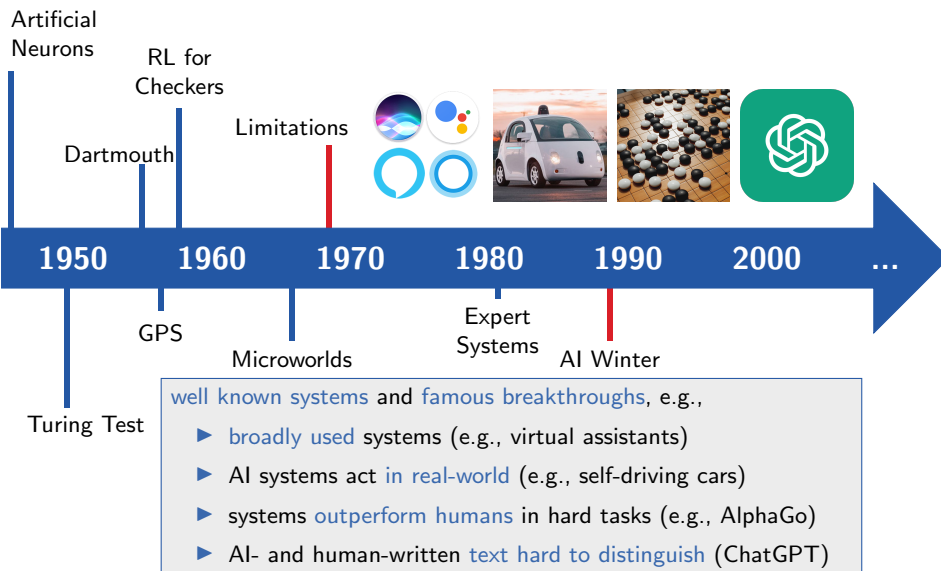 Artificial
Neurons
RL for
Checkers
Limitations
Dartmouth
1950 1960 1970 1980 1990 2000 ...
GPS
Expert
Systems
Microworlds
AI Winter
Turing Test
well known systems and famous breakthroughs, e.g.,
▶ broadly used systems (e.g., virtual assistants)
▶ AI systems act in real-world (e.g., self-driving cars)
▶ systems outperform humans in hard tasks (e.g., AlphaGo)
▶ AI- and human-written text hard to distinguish (ChatGPT)